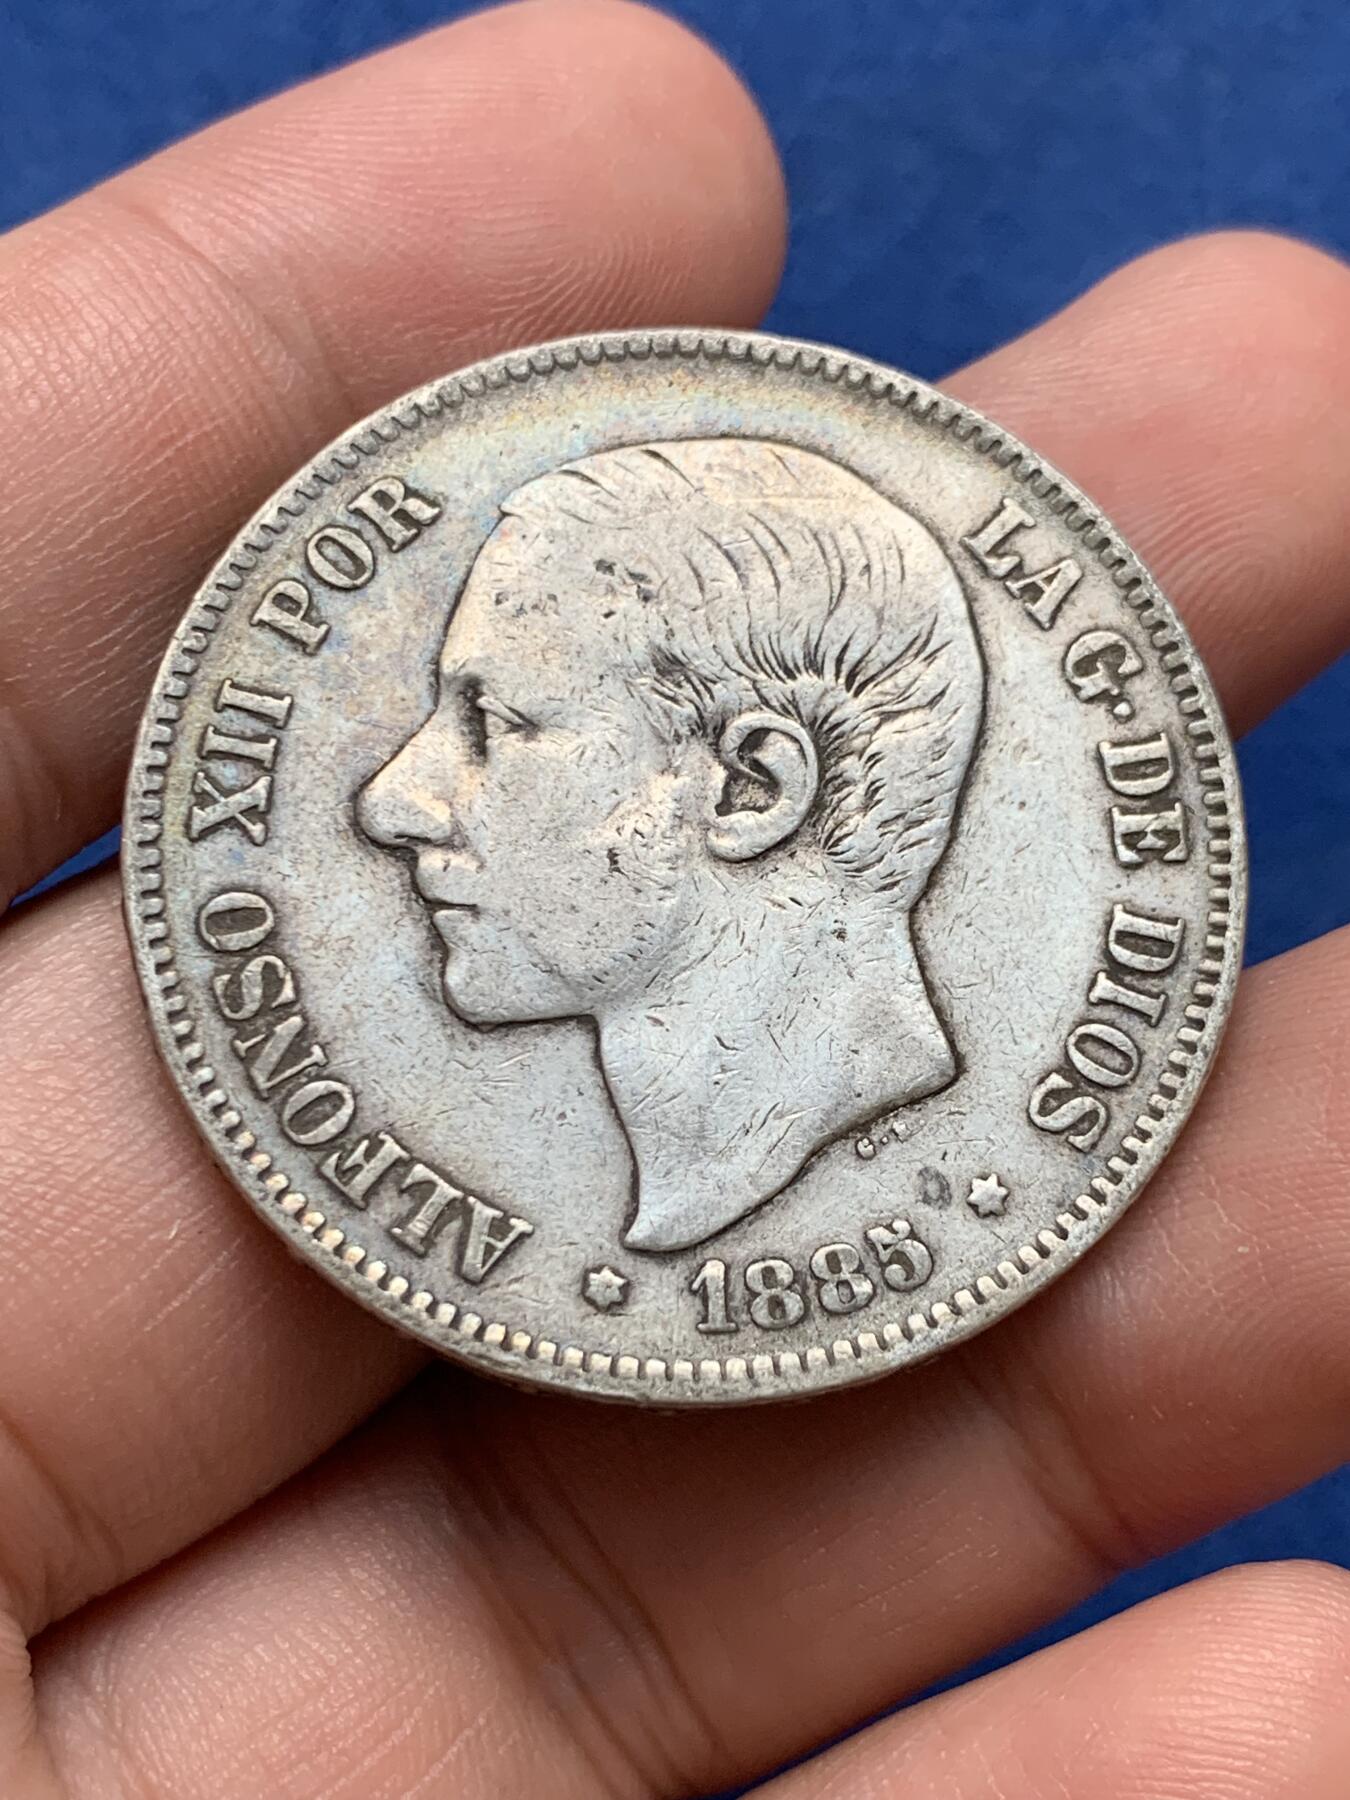 ALFONSO XII POR LA G. DE DIOS
* 1885 *
G. S.